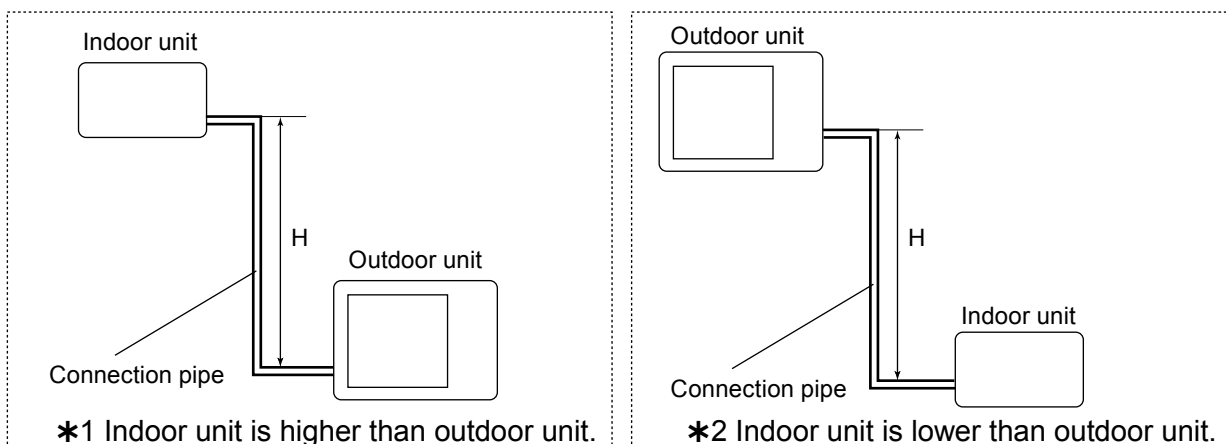 Indoor unit
H
Outdoor unit
Connection pipe
✱1 Indoor unit is higher than outdoor unit.
Outdoor unit
H
Indoor unit
Connection pipe
✱2 Indoor unit is lower than outdoor unit.